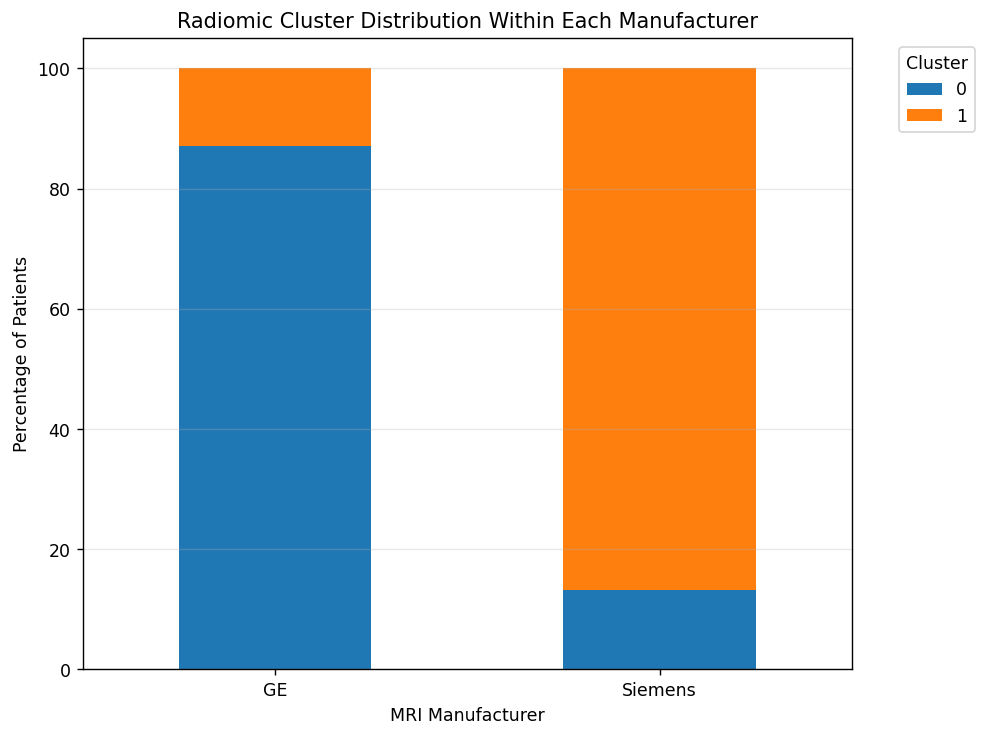 Radiomic Cluster Distribution Within Each Manufacturer
Cluster
0
1
100
80
60
40
20
0
Percentage of Patients
GE
Siemens
MRI Manufacturer